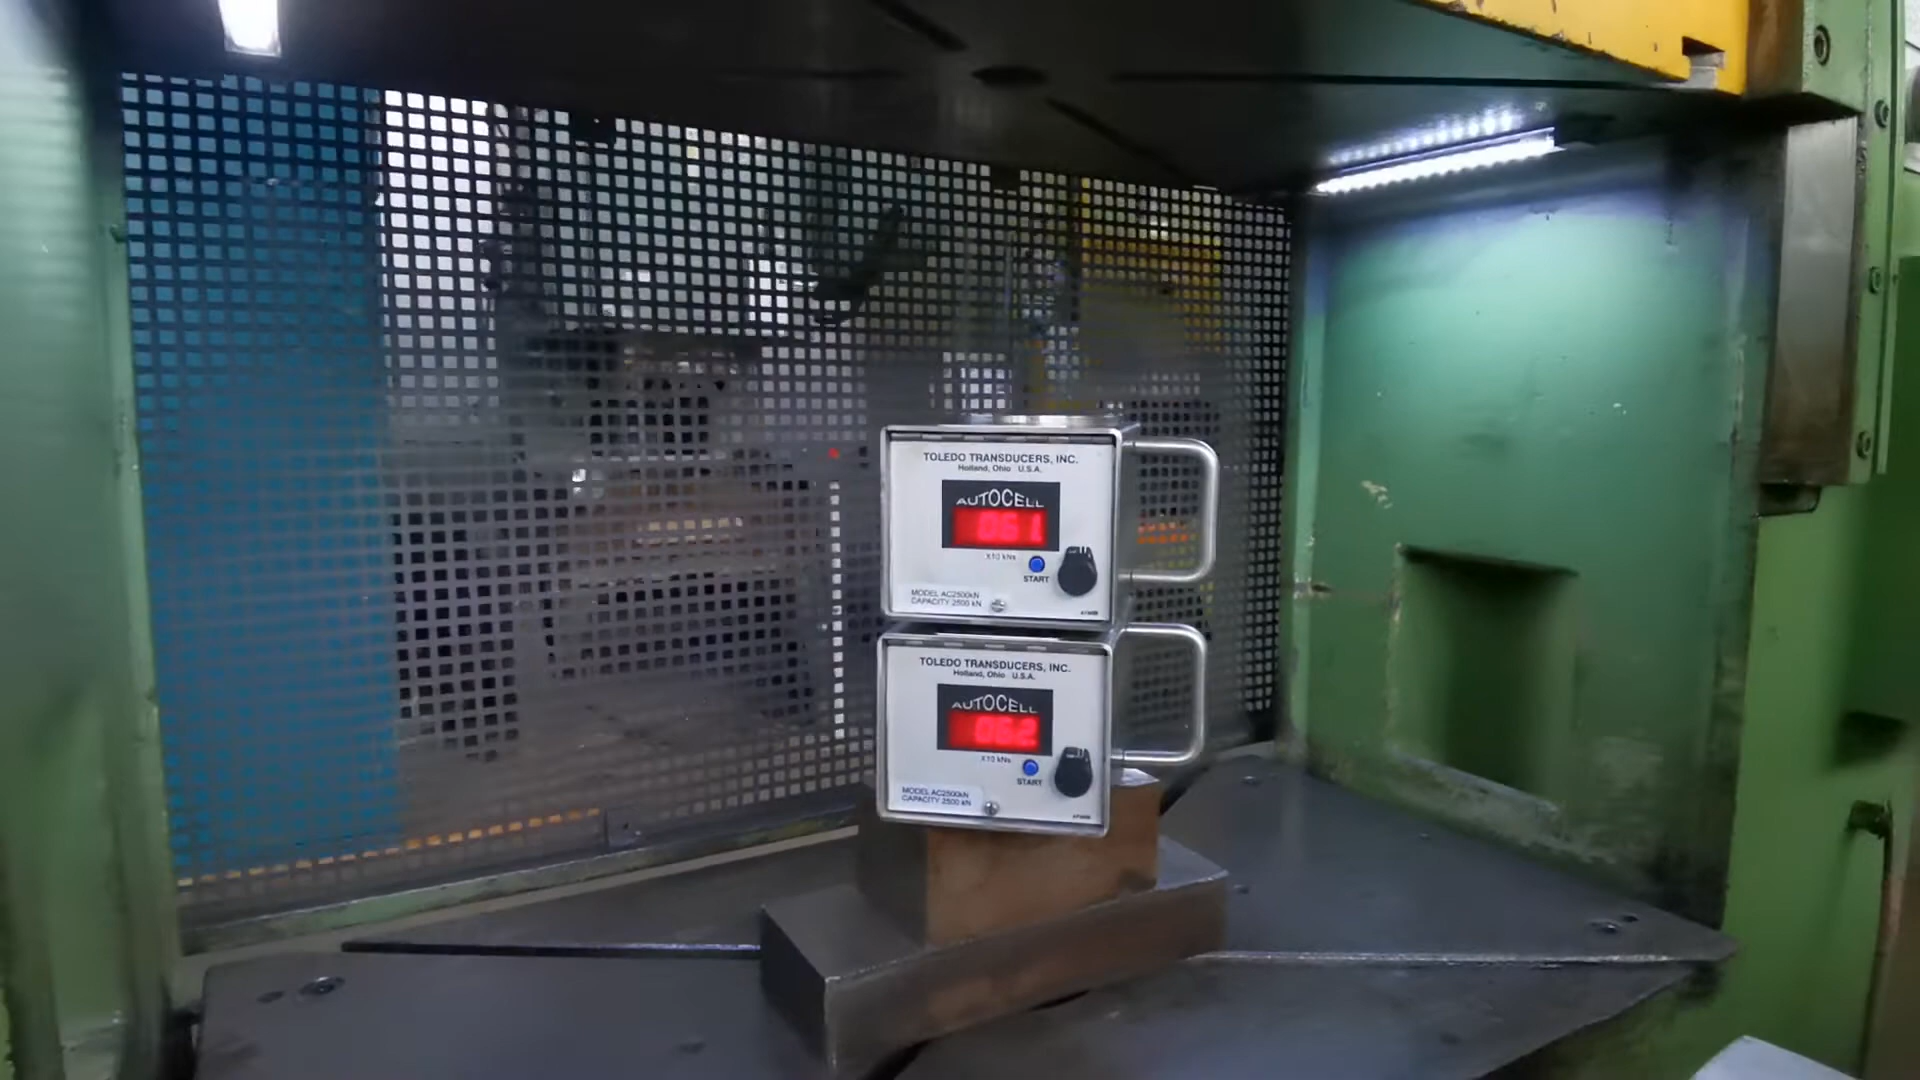 TOLEDO TRANSDUCERS, INC.
Holland, Ohio U.S.A.
AUTOCELL
061
X10 kNs
START
MODEL AC2500kN
CAPACITY 2500 kN
TOLEDO TRANSDUCERS, INC.
Holland, Ohio U.S.A.
AUTOCELL
062
X10 kNs
START
MODEL AC2500kN
CAPACITY 2500 kN